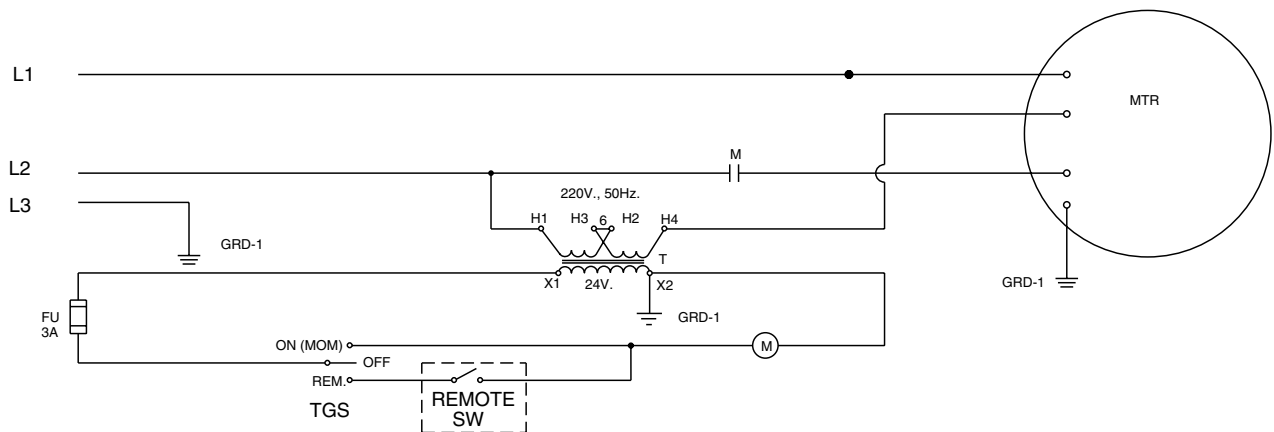 L1
MTR
L2
M
220V., 50Hz.
L3
H1
H3
6
H2
H4
GRD-1
T
X1
24V.
X2
GRD-1
GRD-1
FU
3A
ON (MOM)
M
OFF
REM.
REMOTE
SW
TGS